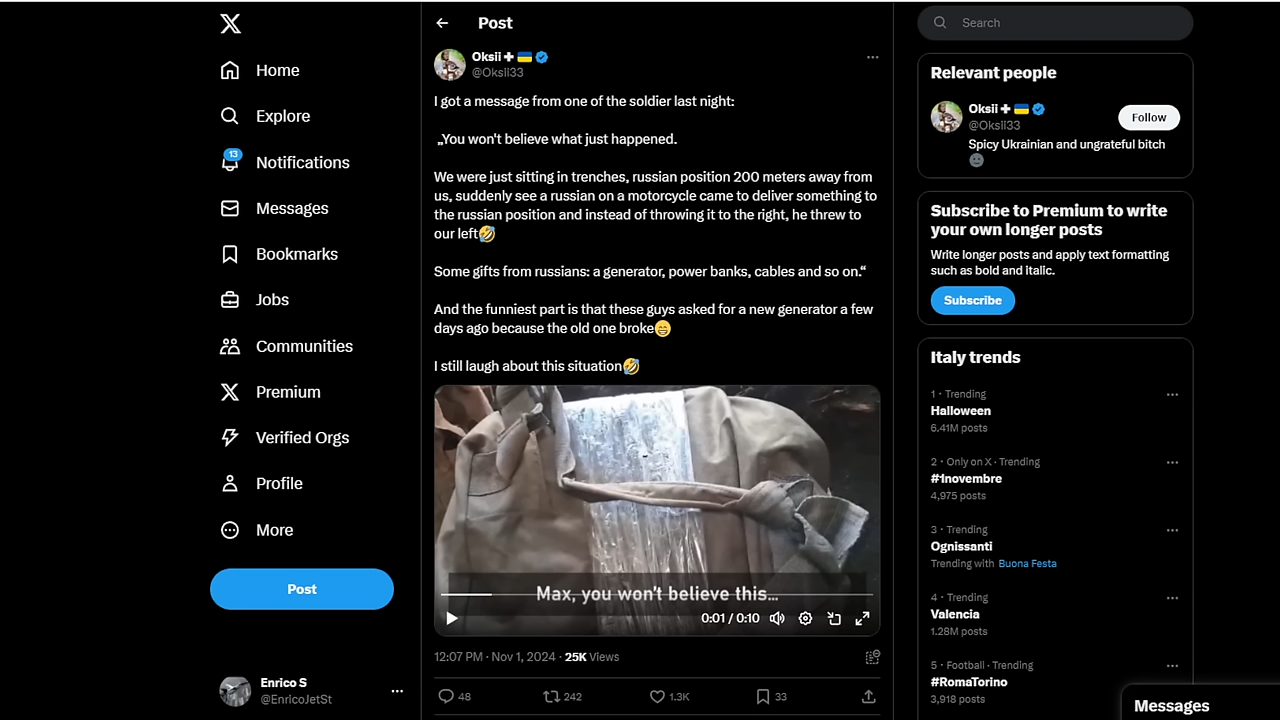 Home
Explore
13
Notifications
Messages
Bookmarks
Jobs
Communities
Premium
Verified Orgs
Profile
More
Post
Enrico S
@EnricoJetSt
Post
Oksii
@Oksii33
I got a message from one of the soldier last night:
„You won't believe what just happened.
We were just sitting in trenches, russian position 200 meters away from
us, suddenly see a russian on a motorcycle came to deliver something to
the russian position and instead of throwing it to the right, he threw to
our left🤣
Some gifts from russians: a generator, power banks, cables and so on.“
And the funniest part is that these guys asked for a new generator a few
days ago because the old one broke😁
I still laugh about this situation🤣
Max, you won't believe this...
0:01 / 0:10
12:07 PM · Nov 1, 2024 · 25K Views
48
242
1.3K
33
Search
Relevant people
Oksii
@Oksii33
Follow
Spicy Ukrainian and ungrateful bitch
Subscribe to Premium to write
your own longer posts
Write longer posts and apply text formatting
such as bold and italic.
Subscribe
Italy trends
1 · Trending
Halloween
6.41M posts
2 · Only on X · Trending
#1novembre
4,975 posts
3 · Trending
Ognissanti
Trending with Buona Festa
4 · Trending
Valencia
1.28M posts
5 · Football · Trending
#RomaTorino
3,918 posts
Messages